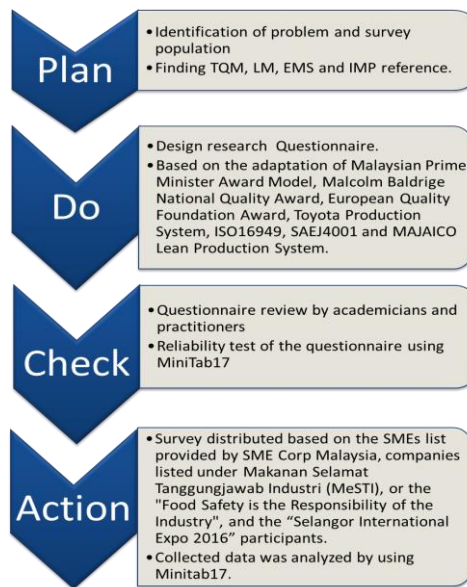 Plan
•Identification of problem and survey
population
•Finding TQM, LM, EMS and IMP reference.
Do
•Design research Questionnaire.
•Based on the adaptation of Malaysian Prime
Minister Award Model, Malcolm Baldrige
National Quality Award, European Quality
Foundation Award, Toyota Production
System, ISO16949, SAEJ4001 and MAJAICO
Lean Production System.
Check
•Questionnaire review by academicians and
practitioners
•Reliability test of the questionnaire using
MiniTab17
Action
•Survey distributed based on the SMEs list
provided by SME Corp Malaysia, companies
listed under Makanan Selamat
Tanggungjawab Industri (MeSTI), or the
"Food Safety is the Responsibility of the
Industry", and the “Selangor International
Expo 2016” participants.
•Collected data was analyzed by using
Minitab17.